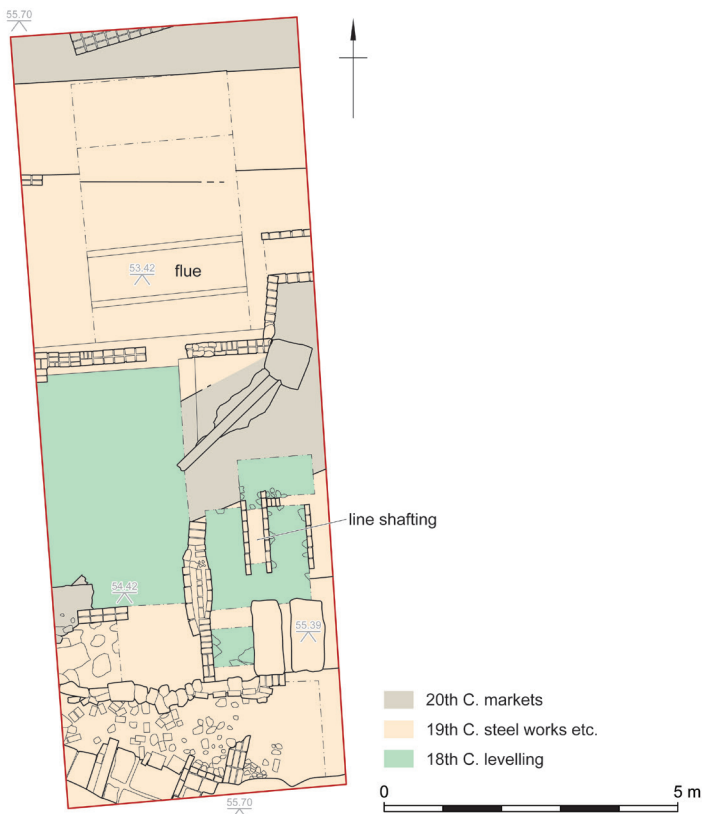 55.70
53.42
flue
line shafting
54.42
55.39
20th C. markets
19th C. steel works etc.
18th C. levelling
0 5 m
55.70